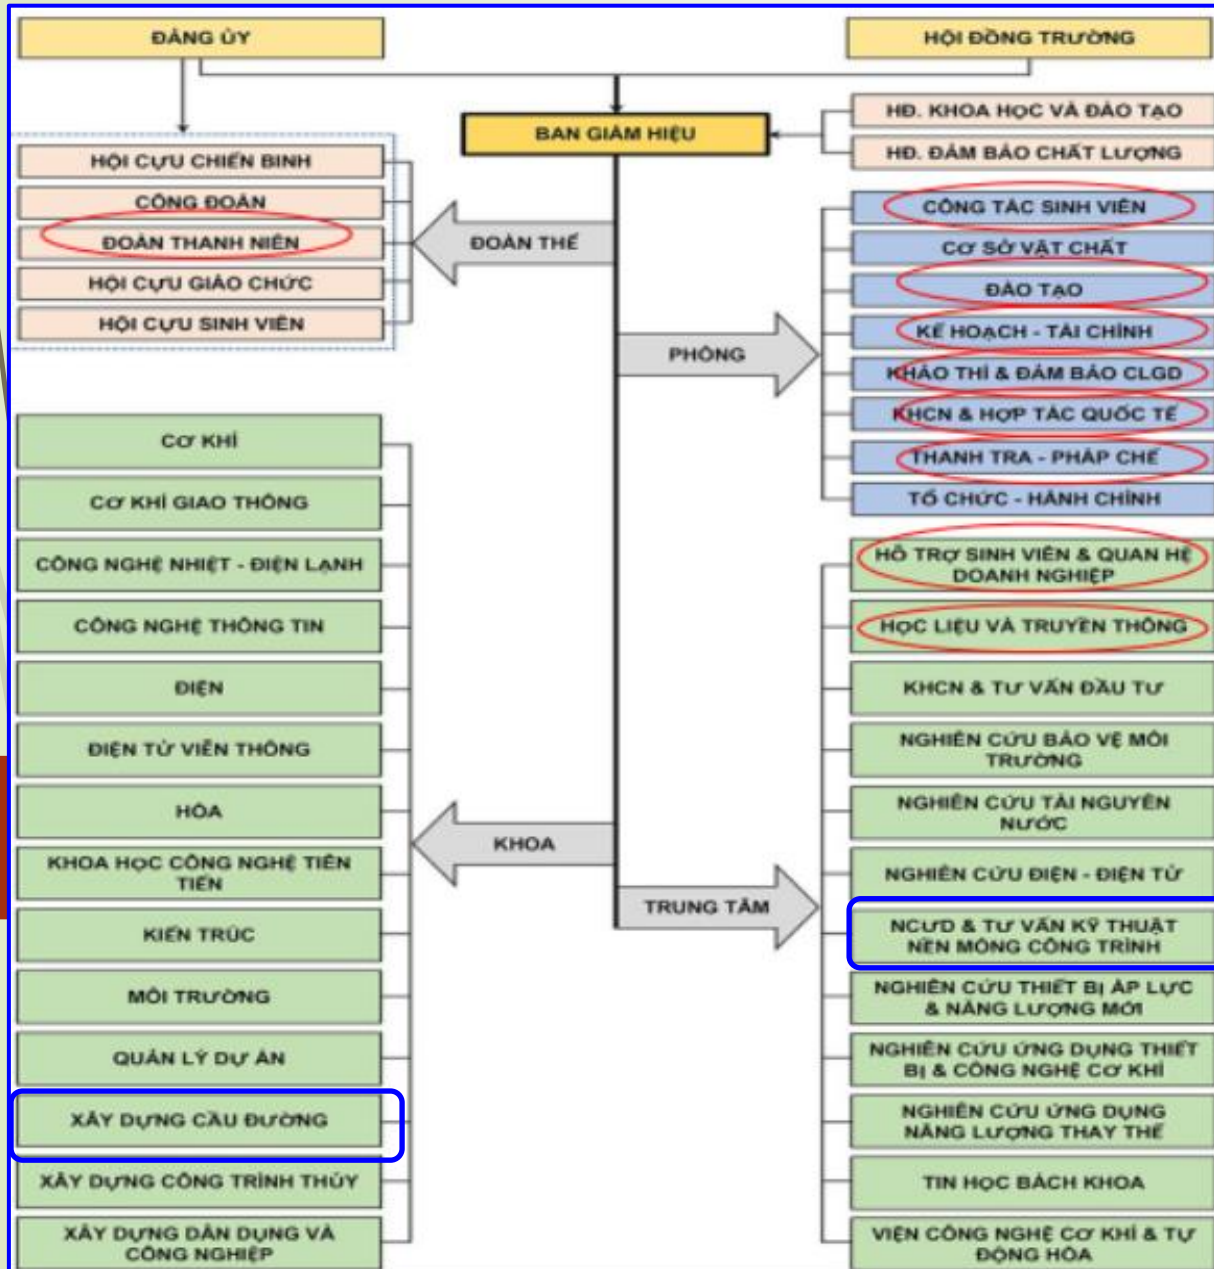 ĐẢNG ỦY
HỘI ĐỒNG TRƯỜNG
BAN GIÁM HIỆU
HĐ. KHOA HỌC VÀ ĐÀO TẠO
HĐ. ĐẢM BẢO CHẤT LƯỢNG
HỘI CỰU CHIẾN BINH
CÔNG ĐOÀN
ĐOÀN THANH NIÊN
HỘI CỰU GIÁO CHỨC
HỘI CỰU SINH VIÊN
ĐOÀN THỂ
PHÒNG
CÔNG TÁC SINH VIÊN
CƠ SỞ VẬT CHẤT
ĐÀO TẠO
KẾ HOẠCH - TÀI CHÍNH
KHẢO THÍ & ĐẢM BẢO CLGD
KHCN & HỢP TÁC QUỐC TẾ
THANH TRA - PHÁP CHẾ
TỔ CHỨC - HÀNH CHÍNH
CƠ KHÍ
CƠ KHÍ GIAO THÔNG
CÔNG NGHỆ NHIỆT - ĐIỆN LẠNH
CÔNG NGHỆ THÔNG TIN
ĐIỆN
ĐIỆN TỬ VIỄN THÔNG
HÓA
KHOA HỌC CÔNG NGHỆ TIÊN
TIẾN
KIẾN TRÚC
MÔI TRƯỜNG
QUẢN LÝ DỰ ÁN
XÂY DỰNG CẦU ĐƯỜNG
XÂY DỰNG CÔNG TRÌNH THỦY
XÂY DỰNG DÂN DỤNG VÀ
CÔNG NGHIỆP
KHOA
TRUNG TÂM
HỖ TRỢ SINH VIÊN & QUAN HỆ
DOANH NGHIỆP
HỌC LIỆU VÀ TRUYỀN THÔNG
KHCN & TƯ VẤN ĐẦU TƯ
NGHIÊN CỨU BẢO VỆ MÔI
TRƯỜNG
NGHIÊN CỨU TÀI NGUYÊN
NƯỚC
NGHIÊN CỨU ĐIỆN - ĐIỆN TỬ
NCƯD & TƯ VẤN KỸ THUẬT
NỀN MÓNG CÔNG TRÌNH
NGHIÊN CỨU THIẾT BỊ ÁP LỰC
& NĂNG LƯỢNG MỚI
NGHIÊN CỨU ỨNG DỤNG THIẾT
BỊ & CÔNG NGHỆ CƠ KHÍ
NGHIÊN CỨU ỨNG DỤNG
NĂNG LƯỢNG THAY THẾ
TIN HỌC BÁCH KHOA
VIỆN CÔNG NGHỆ CƠ KHÍ & TỰ
ĐỘNG HÓA